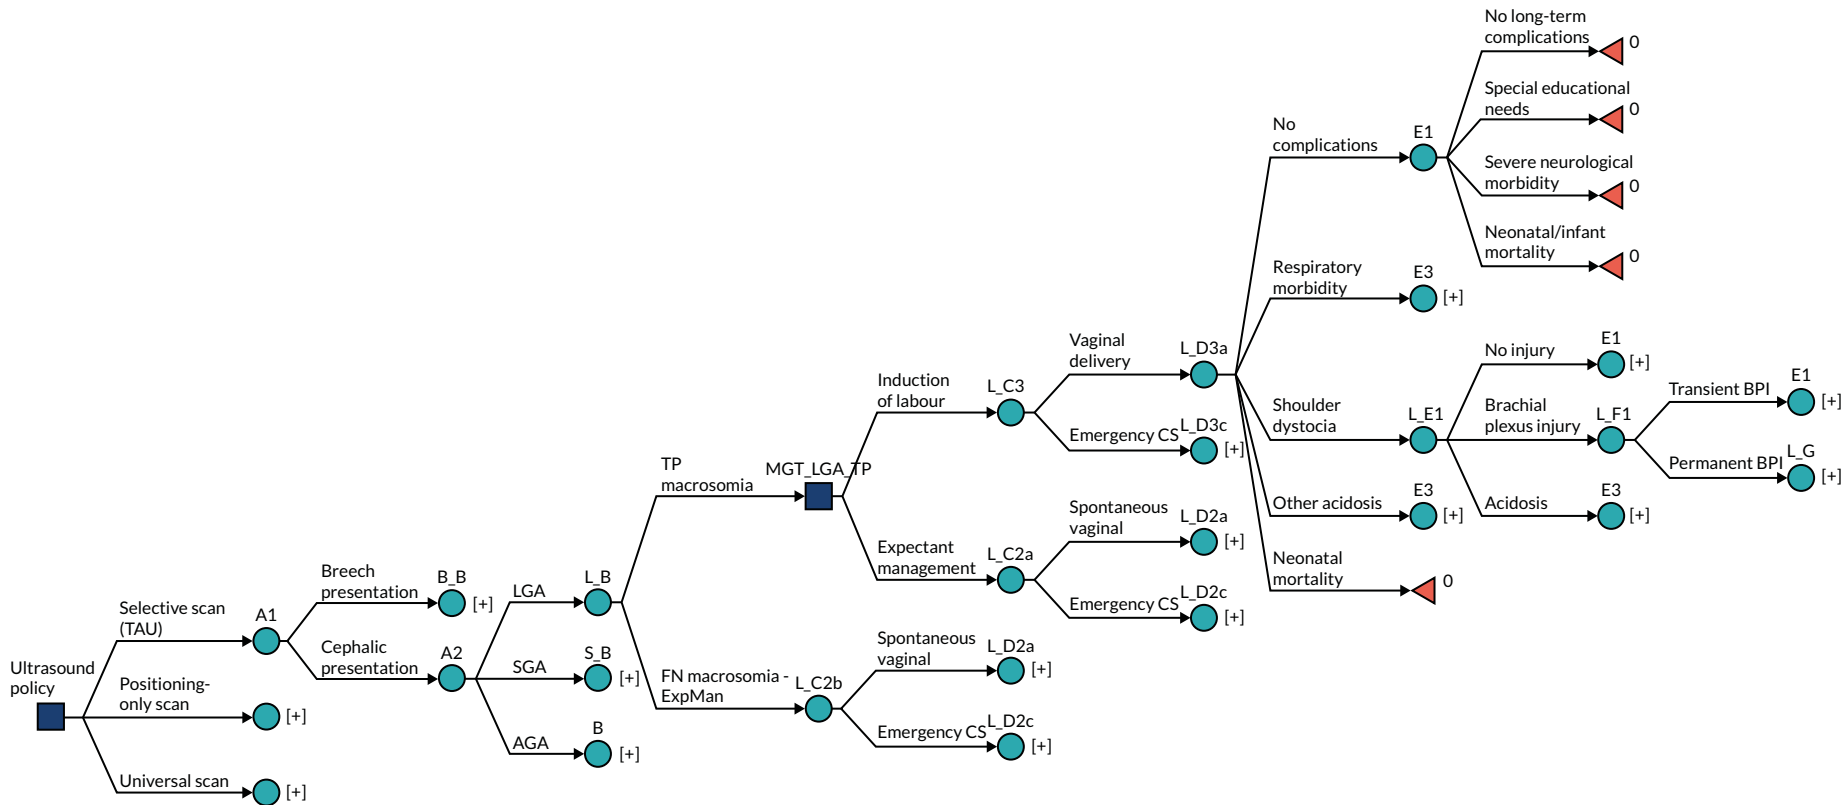 Ultrasound
policy
Selective scan
(TAU)
A1
Positioning-
only scan
[+]
Universal scan
[+]
Breech
presentation
B_B
[+]
Cephalic
presentation
A2
LGA
L_B
SGA
S_B
[+]
AGA
B
[+]
TP
macrosomia
MGT_LGA_TP
FN macrosomia -
ExpMan
L_C2b
Induction
of labour
L_C3
Expectant
management
L_C2a
Spontaneous
vaginal
L_D2a
[+]
Emergency CS
L_D2c
[+]
Vaginal
delivery
L_D3a
Emergency CS
L_D3c
[+]
Spontaneous
vaginal
L_D2a
[+]
Emergency CS
L_D2c
[+]
No
complications
E1
Respiratory
morbidity
E3
[+]
Shoulder
dystocia
L_E1
Other acidosis
E3
[+]
Neonatal
mortality
0
No long-term
complications
0
Special educational
needs
0
Severe neurological
morbidity
0
Neonatal/infant
mortality
0
No injury
E1
[+]
Brachial
plexus injury
L_F1
Acidosis
E3
[+]
Transient BPI
E1
[+]
Permanent BPI
L_G
[+]